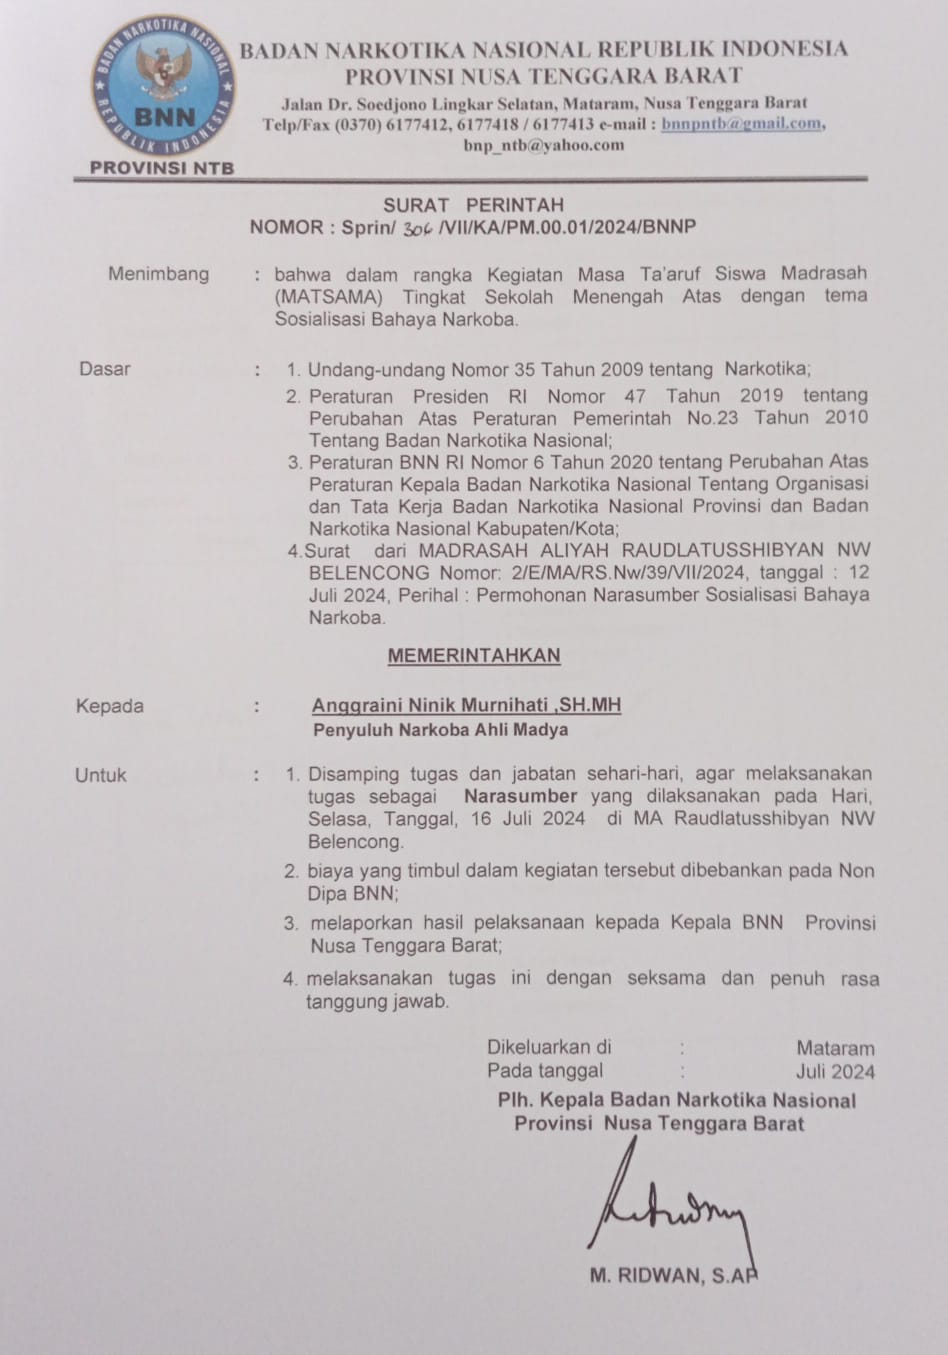 BADAN NARKOTIKA NASIONAL
REPUBLIK INDONESIA
BNN
PROVINSI NTB
BADAN NARKOTIKA NASIONAL REPUBLIK INDONESIA
PROVINSI NUSA TENGGARA BARAT
Jalan Dr. Soedjono Lingkar Selatan, Mataram, Nusa Tenggara Barat
Telp/Fax (0370) 6177412, 6177418 / 6177413 e-mail : bnnpntb@gmail.com,
bnp_ntb@yahoo.com
SURAT PERINTAH
NOMOR : Sprin/ 306 /VII/KA/PM.00.01/2024/BNNP
Menimbang : bahwa dalam rangka Kegiatan Masa Ta'aruf Siswa Madrasah
(MATSAMA) Tingkat Sekolah Menengah Atas dengan tema
Sosialisasi Bahaya Narkoba.
Dasar : 1. Undang-undang Nomor 35 Tahun 2009 tentang Narkotika;
2. Peraturan Presiden RI Nomor 47 Tahun 2019 tentang
Perubahan Atas Peraturan Pemerintah No.23 Tahun 2010
Tentang Badan Narkotika Nasional;
3. Peraturan BNN RI Nomor 6 Tahun 2020 tentang Perubahan Atas
Peraturan Kepala Badan Narkotika Nasional Tentang Organisasi
dan Tata Kerja Badan Narkotika Nasional Provinsi dan Badan
Narkotika Nasional Kabupaten/Kota;
4.Surat dari MADRASAH ALIYAH RAUDLATUSSHIBYAN NW
BELENCONG Nomor: 2/E/MA/RS.Nw/39/VII/2024, tanggal : 12
Juli 2024, Perihal : Permohonan Narasumber Sosialisasi Bahaya
Narkoba.
MEMERINTAHKAN
Kepada : Anggraini Ninik Murnihati ,SH.MH
Penyuluh Narkoba Ahli Madya
Untuk : 1. Disamping tugas dan jabatan sehari-hari, agar melaksanakan
tugas sebagai Narasumber yang dilaksanakan pada Hari,
Selasa, Tanggal, 16 Juli 2024 di MA Raudlatusshibyan NW
Belencong.
2. biaya yang timbul dalam kegiatan tersebut dibebankan pada Non
Dipa BNN;
3. melaporkan hasil pelaksanaan kepada Kepala BNN Provinsi
Nusa Tenggara Barat;
4. melaksanakan tugas ini dengan seksama dan penuh rasa
tanggung jawab.
Dikeluarkan di : Mataram
Pada tanggal : Juli 2024
Plh. Kepala Badan Narkotika Nasional
Provinsi Nusa Tenggara Barat
M. RIDWAN, S.AP